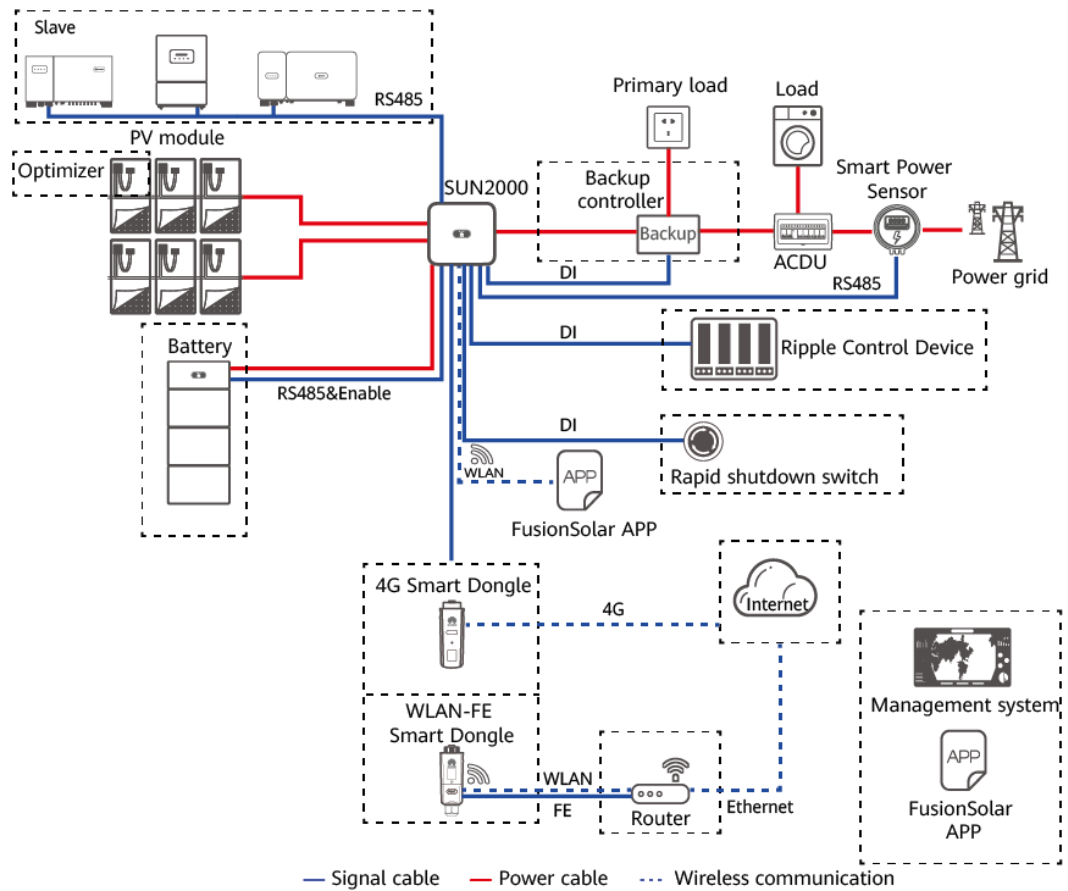 Slave
RS485
PV module
Optimizer
SUN2000
Primary load
Load
Backup
controller
Backup
Smart Power
Sensor
ACDU
Power grid
DI
RS485
DI
Ripple Control Device
Battery
RS485&Enable
DI
Rapid shutdown switch
WLAN
APP
FusionSolar APP
4G Smart Dongle
4G
Internet
WLAN-FE
Smart Dongle
WLAN
FE
Router
Ethernet
Management system
APP
FusionSolar
APP
Signal cable
Power cable
Wireless communication